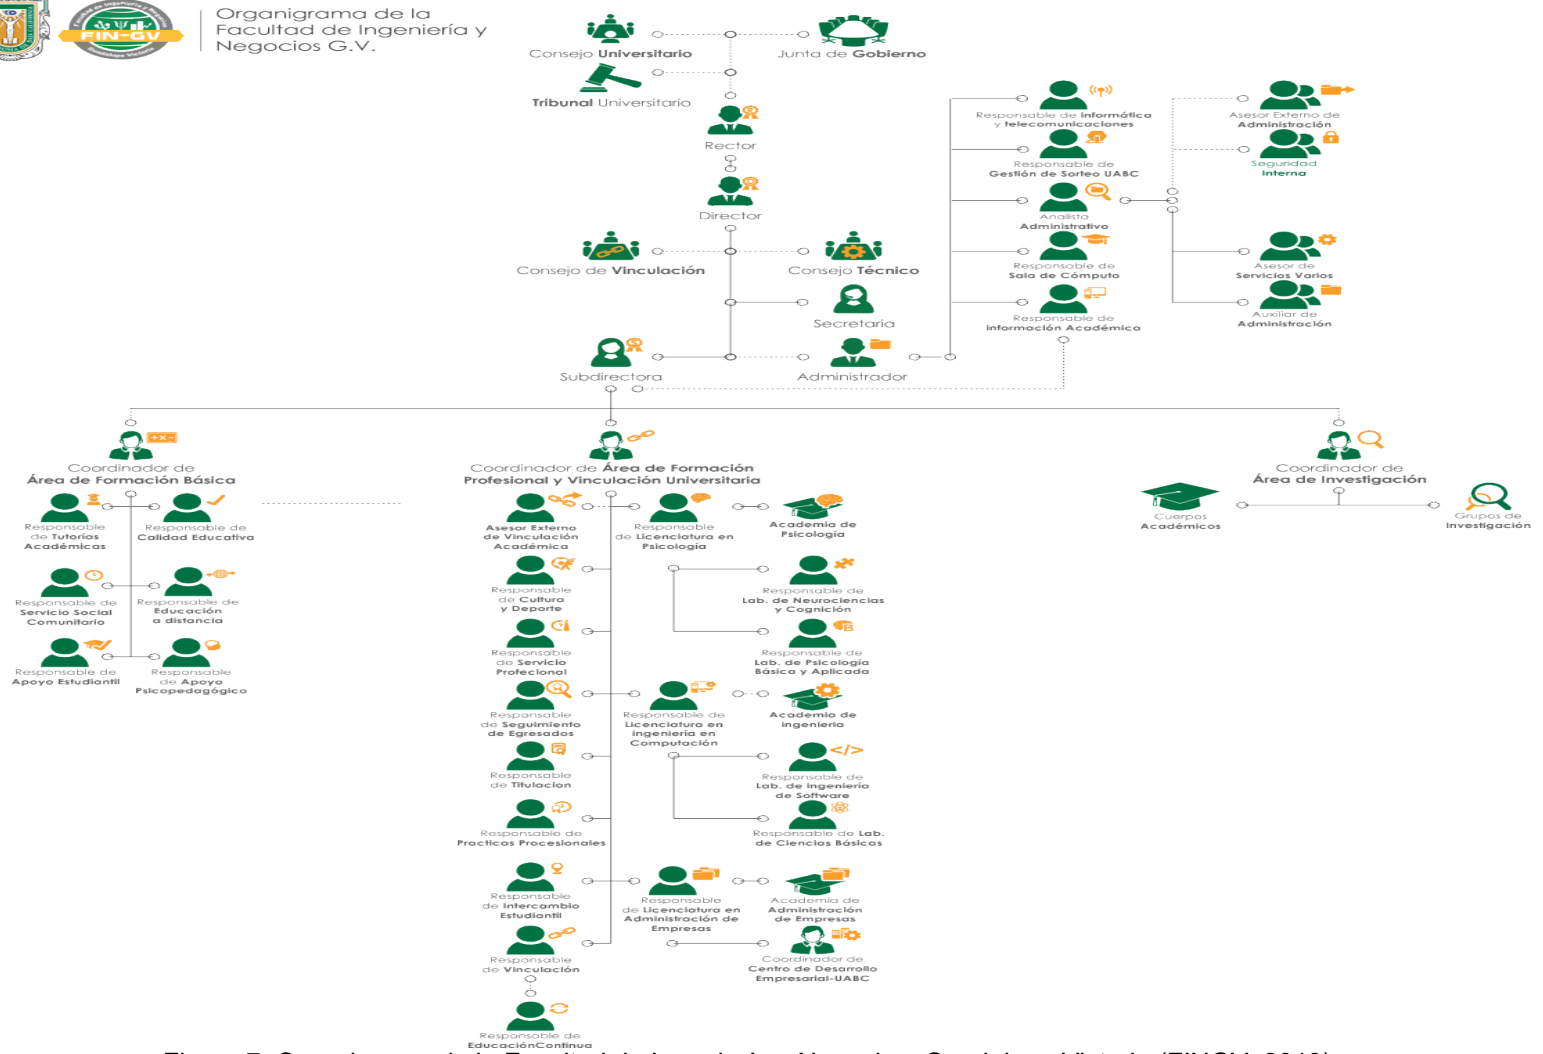 FIN-GV
Organigrama de la
Facultad de Ingeniería y
Negocios G.V.
Consejo Universitario
Junta de Gobierno
Tribunal Universitario
Rector
Director
Consejo de Vinculación
Consejo Técnico
Secretaria
Subdirectora
Administrador
Responsable de informática
y telecomunicaciones
Responsable de
Gestión de Sorteo UABC
Analista
Administrativo
Responsable de
Sala de Cómputo
Responsable de
Información Académica
Asesor Externo de
Administración
Seguridad
Interna
Asesor de
Servicios Varios
Auxiliar de
Administración
Coordinador de
Área de Formación Básica
Responsable
de Tutorías
Académicas
Responsable de
Calidad Educativa
Responsable de
Servicio Social
Comunitario
Responsable de
Educación
a distancia
Responsable de
Apoyo Estudiantil
Responsable
de Apoyo
Psicopedagógico
Coordinador de Área de Formación
Profesional y Vinculación Universitaria
Asesor Externo
de Vinculación
Académica
Responsable
de Licenciatura en
Psicología
Academia de
Psicología
Responsable
de Cultura
y Deporte
Responsable de
Lab. de Neurociencias
y Cognición
Responsable
de Servicio
Profecional
Responsable de
Lab. de Psicología
Básica y Aplicada
Responsable
de Seguimiento
de Egresados
Responsable de
Licenciatura en
ingeniería en
Computación
Academia de
Ingeniería
Responsable
de Titulacion
Responsable de
Lab. de Ingeniería
de Software
</>
Responsable de
Practicas Procesionales
Responsable de Lab.
de Ciencias Básicas
Responsable
de Intercambio
Estudiantil
Responsable
de Licenciatura en
Administración de
Empresas
Academia de
Administración
de Empresas
Responsable
de Vinculación
Coordinador de
Centro de Desarrollo
Empresarial-UABC
Responsable de
EducaciónContinua
Coordinador de
Área de Investigación
Cuerpos
Académicos
Grupos de
Investigación